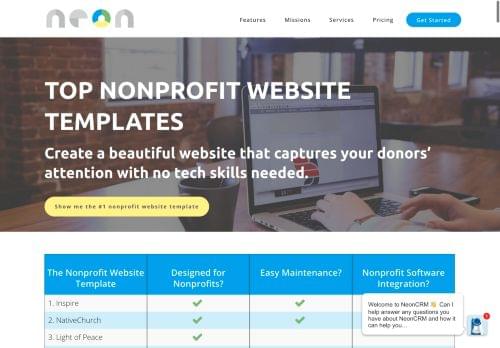 neon
Features Missions Services Pricing Get Started
TOP NONPROFIT WEBSITE
TEMPLATES
Create a beautiful website that captures your donors’
attention with no tech skills needed.
Show me the #1 nonprofit website template
The Nonprofit Website
Template
Designed for
Nonprofits?
Easy Maintenance?
Nonprofit Software
Integration?
1. Inspire
2. NativeChurch
3. Light of Peace
Welcome to NeonCRM 👋 Can I
help answer any questions you
have about NeonCRM and how it
can help you...
1